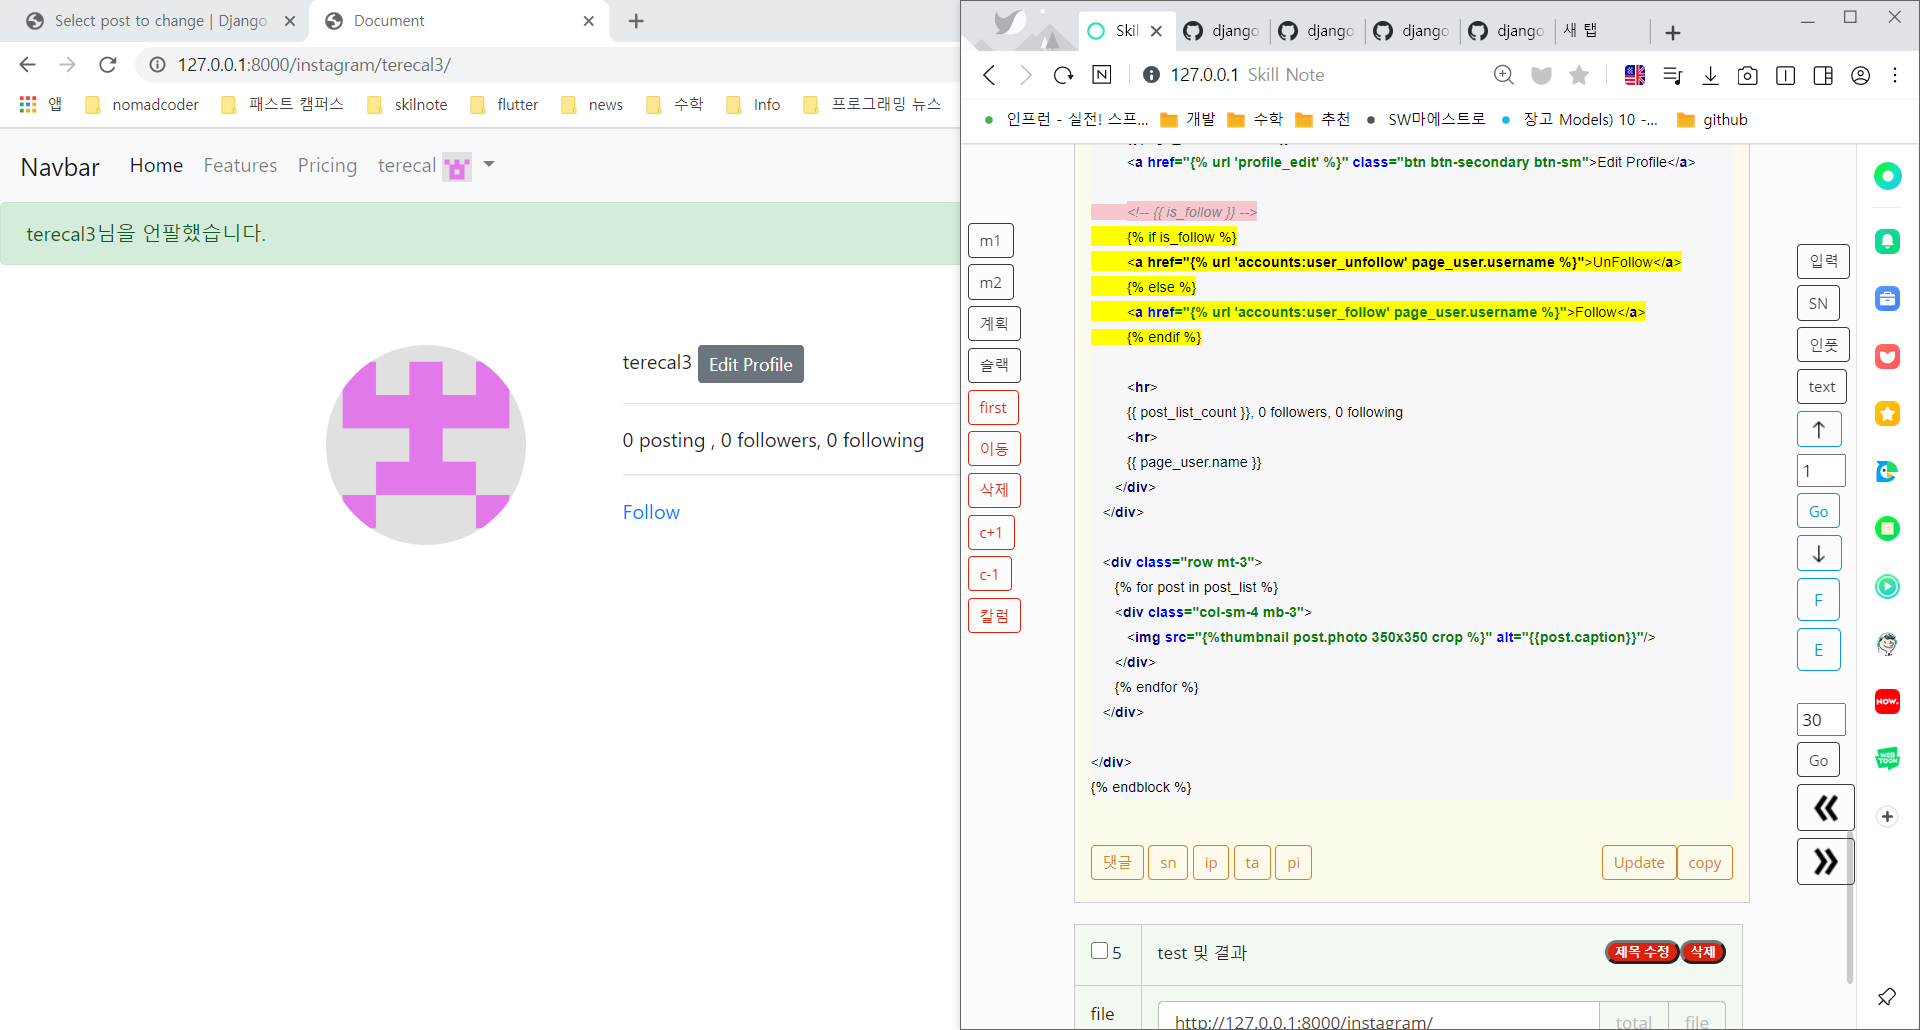 Select post to change | Django
Document
127.0.0.1:8000/instagram/terecal3/
앱
nomadcoder
패스트 캠퍼스
skilnote
flutter
news
수학
Info
프로그래밍 뉴스
Navbar
Home
Features
Pricing
terecal
terecal3님을 언팔했습니다.
terecal3
Edit Profile
0 posting , 0 followers, 0 following
Follow
Skil
django
django
django
django
새 탭
N
127.0.0.1 Skill Note
인프런 - 실전! 스프...
개발
수학
추천
SW마에스트로
장고 Models) 10 -...
github
m1
m2
계획
슬랙
first
이동
삭제
c+1
c-1
칼럼
<a href="{% url 'profile_edit' %}" class="btn btn-secondary btn-sm">Edit Profile</a>
<!-- {{ is_follow }} -->
{% if is_follow %}
<a href="{% url 'accounts:user_unfollow' page_user.username %}">UnFollow</a>
{% else %}
<a href="{% url 'accounts:user_follow' page_user.username %}">Follow</a>
{% endif %}
<hr>
{{ post_list_count }}, 0 followers, 0 following
<hr>
{{ page_user.name }}
</div>
</div>
<div class="row mt-3">
{% for post in post_list %}
<div class="col-sm-4 mb-3">
<img src="{%thumbnail post.photo 350x350 crop %}" alt="{{post.caption}}"/>
</div>
{% endfor %}
</div>
</div>
{% endblock %}
댓글
sn
ip
ta
pi
Update
copy
5
test 및 결과
제목 수정
삭제
file
http://127.0.0.1:8000/instagram/
total
file
입력
SN
인풋
text
↑
1
Go
↓
F
E
30
Go
NOW.
WEB
TOON